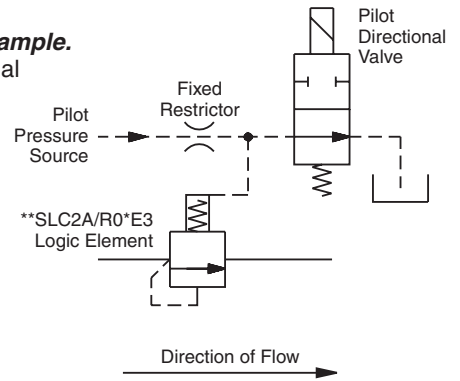 ample.
al
Pilot
Directional
Valve
Fixed
Restrictor
Pilot
Pressure
Source
**SLC2A/R0*E3
Logic Element
Direction of Flow